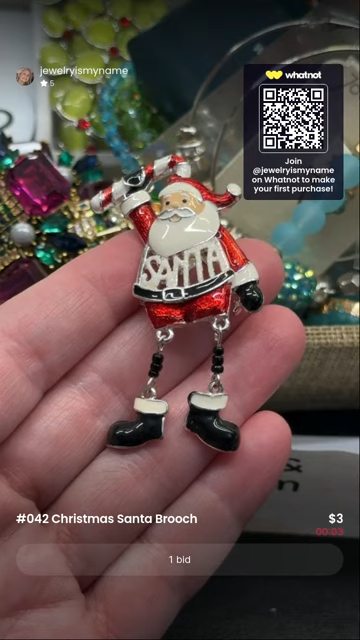 jewelryismyname
★ 5
whatnot
Join
@jewelryismyname
on Whatnot to make
your first purchase!
SANTA
#042 Christmas Santa Brooch
$3
00:03
1 bid